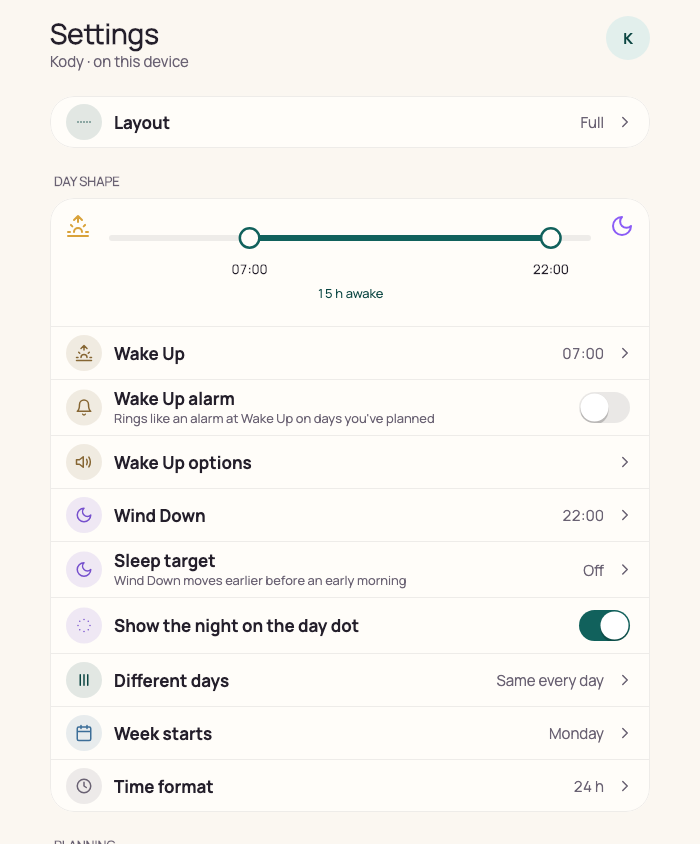 Settings
K
Kody · on this device
Layout
Full
DAY SHAPE
07:00
22:00
15 h awake
Wake Up
07:00
Wake Up alarm
Rings like an alarm at Wake Up on days you've planned
Wake Up options
Wind Down
22:00
Sleep target
Wind Down moves earlier before an early morning
Off
Show the night on the day dot
Different days
Same every day
Week starts
Monday
Time format
24 h
PLANNING